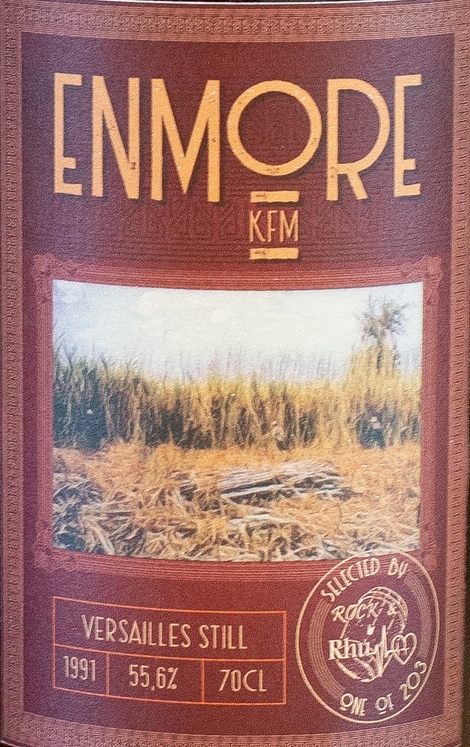 ENMORE
KFM
VERSAILLES STILL
1991 55,6% 70CL
SELECTED BY
ROCK &
Rhum
ONE OF 203